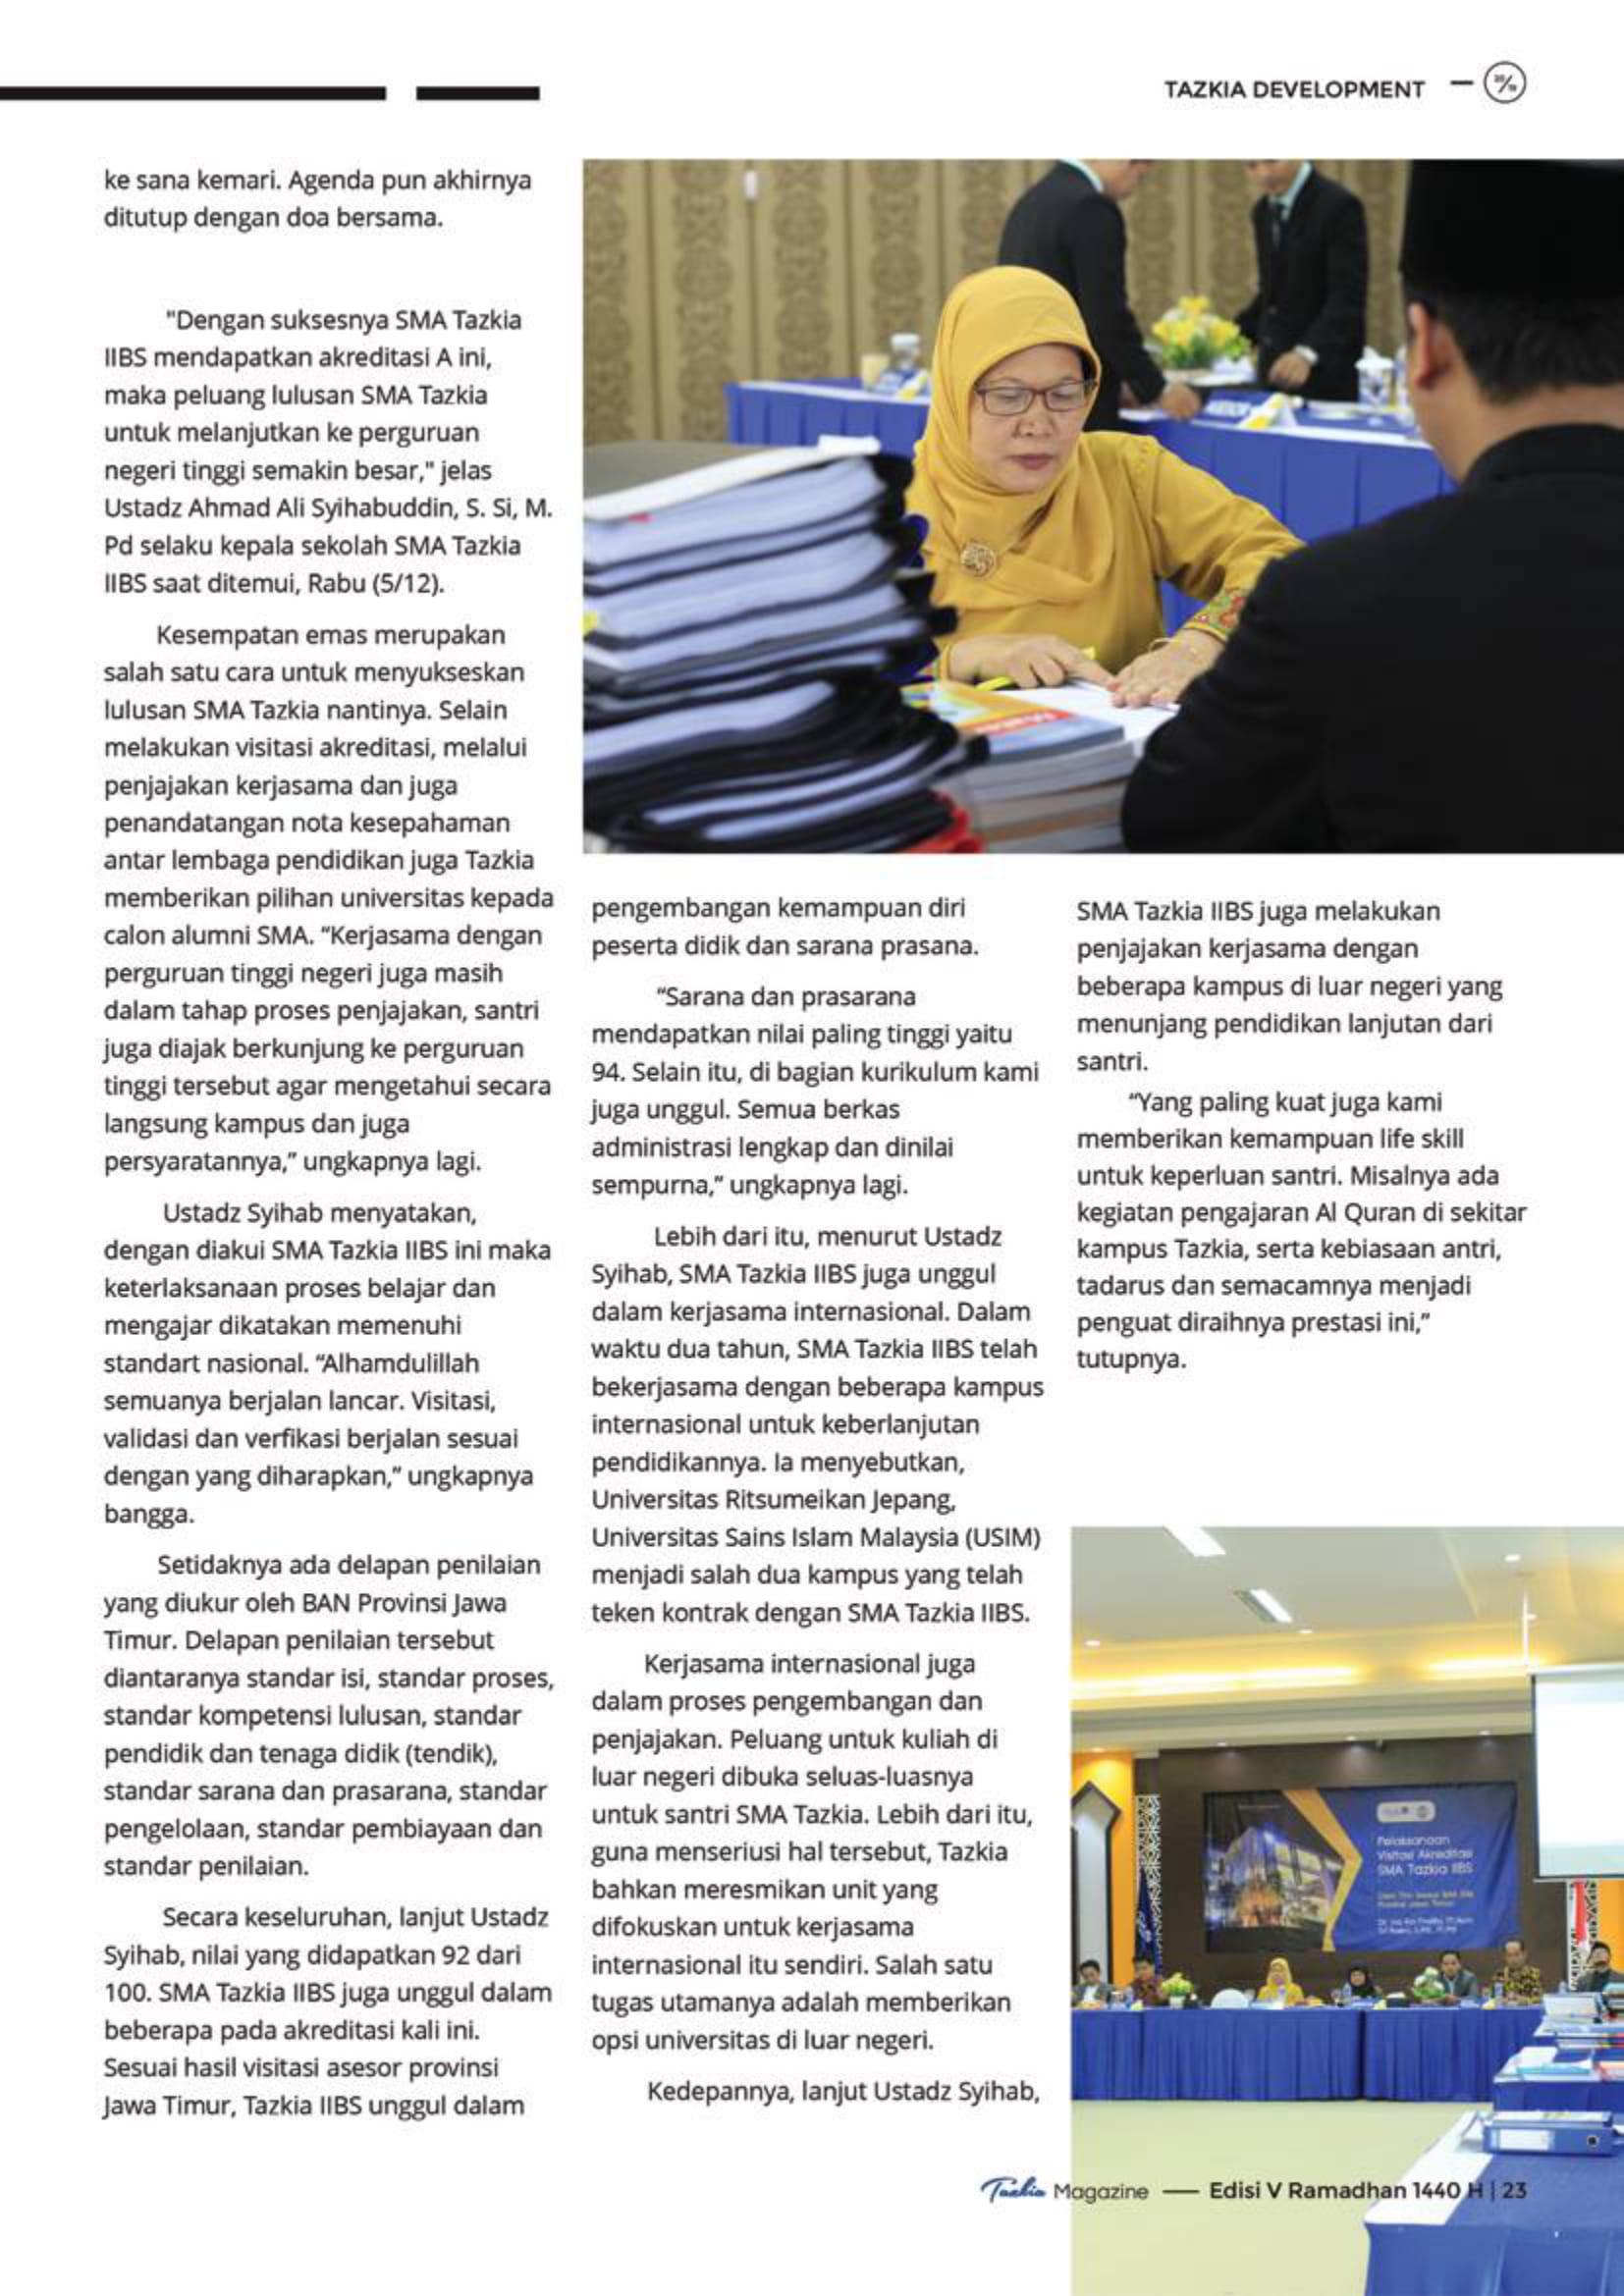 TAZKIA DEVELOPMENT
ke sana kemari. Agenda pun akhirnya
ditutup dengan doa bersama.
"Dengan suksesnya SMA Tazkia
IIBS mendapatkan akreditasi A ini,
maka peluang lulusan SMA Tazkia
untuk melanjutkan ke perguruan
negeri tinggi semakin besar," jelas
Ustadz Ahmad Ali Syihabuddin, S. Si, M.
Pd selaku kepala sekolah SMA Tazkia
IIBS saat ditemui, Rabu (5/12).
Kesempatan emas merupakan
salah satu cara untuk menyukseskan
lulusan SMA Tazkia nantinya. Selain
melakukan visitasi akreditasi, melalui
penjajakan kerjasama dan juga
penandatangan nota kesepahaman
antar lembaga pendidikan juga Tazkia
memberikan pilihan universitas kepada
calon alumni SMA. “Kerjasama dengan
perguruan tinggi negeri juga masih
dalam tahap proses penjajakan, santri
juga diajak berkunjung ke perguruan
tinggi tersebut agar mengetahui secara
langsung kampus dan juga
persyaratannya,” ungkapnya lagi.
Ustadz Syihab menyatakan,
dengan diakui SMA Tazkia IIBS ini maka
keterlaksanaan proses belajar dan
mengajar dikatakan memenuhi
standart nasional. “Alhamdulillah
semuanya berjalan lancar. Visitasi,
validasi dan verfikasi berjalan sesuai
dengan yang diharapkan,” ungkapnya
bangga.
Setidaknya ada delapan penilaian
yang diukur oleh BAN Provinsi Jawa
Timur. Delapan penilaian tersebut
diantaranya standar isi, standar proses,
standar kompetensi lulusan, standar
pendidik dan tenaga didik (tendik),
standar sarana dan prasarana, standar
pengelolaan, standar pembiayaan dan
standar penilaian.
Secara keseluruhan, lanjut Ustadz
Syihab, nilai yang didapatkan 92 dari
100. SMA Tazkia IIBS juga unggul dalam
beberapa pada akreditasi kali ini.
Sesuai hasil visitasi asesor provinsi
Jawa Timur, Tazkia IIBS unggul dalam
pengembangan kemampuan diri
peserta didik dan sarana prasana.
“Sarana dan prasarana
mendapatkan nilai paling tinggi yaitu
94. Selain itu, di bagian kurikulum kami
juga unggul. Semua berkas
administrasi lengkap dan dinilai
sempurna,” ungkapnya lagi.
Lebih dari itu, menurut Ustadz
Syihab, SMA Tazkia IIBS juga unggul
dalam kerjasama internasional. Dalam
waktu dua tahun, SMA Tazkia IIBS telah
bekerjasama dengan beberapa kampus
internasional untuk keberlanjutan
pendidikannya. Ia menyebutkan,
Universitas Ritsumeikan Jepang,
Universitas Sains Islam Malaysia (USIM)
menjadi salah dua kampus yang telah
teken kontrak dengan SMA Tazkia IIBS.
Kerjasama internasional juga
dalam proses pengembangan dan
penjajakan. Peluang untuk kuliah di
luar negeri dibuka seluas-luasnya
untuk santri SMA Tazkia. Lebih dari itu,
guna menseriusi hal tersebut, Tazkia
bahkan meresmikan unit yang
difokuskan untuk kerjasama
internasional itu sendiri. Salah satu
tugas utamanya adalah memberikan
opsi universitas di luar negeri.
Kedepannya, lanjut Ustadz Syihab,
SMA Tazkia IIBS juga melakukan
penjajakan kerjasama dengan
beberapa kampus di luar negeri yang
menunjang pendidikan lanjutan dari
santri.
“Yang paling kuat juga kami
memberikan kemampuan life skill
untuk keperluan santri. Misalnya ada
kegiatan pengajaran Al Quran di sekitar
kampus Tazkia, serta kebiasaan antri,
tadarus dan semacamnya menjadi
penguat diraihnya prestasi ini,”
tutupnya.
Pelaksanaan
Visitasi Akreditasi
SMA Tazkia IIBS
Tazkia Magazine — Edisi V Ramadhan 1440 H | 23